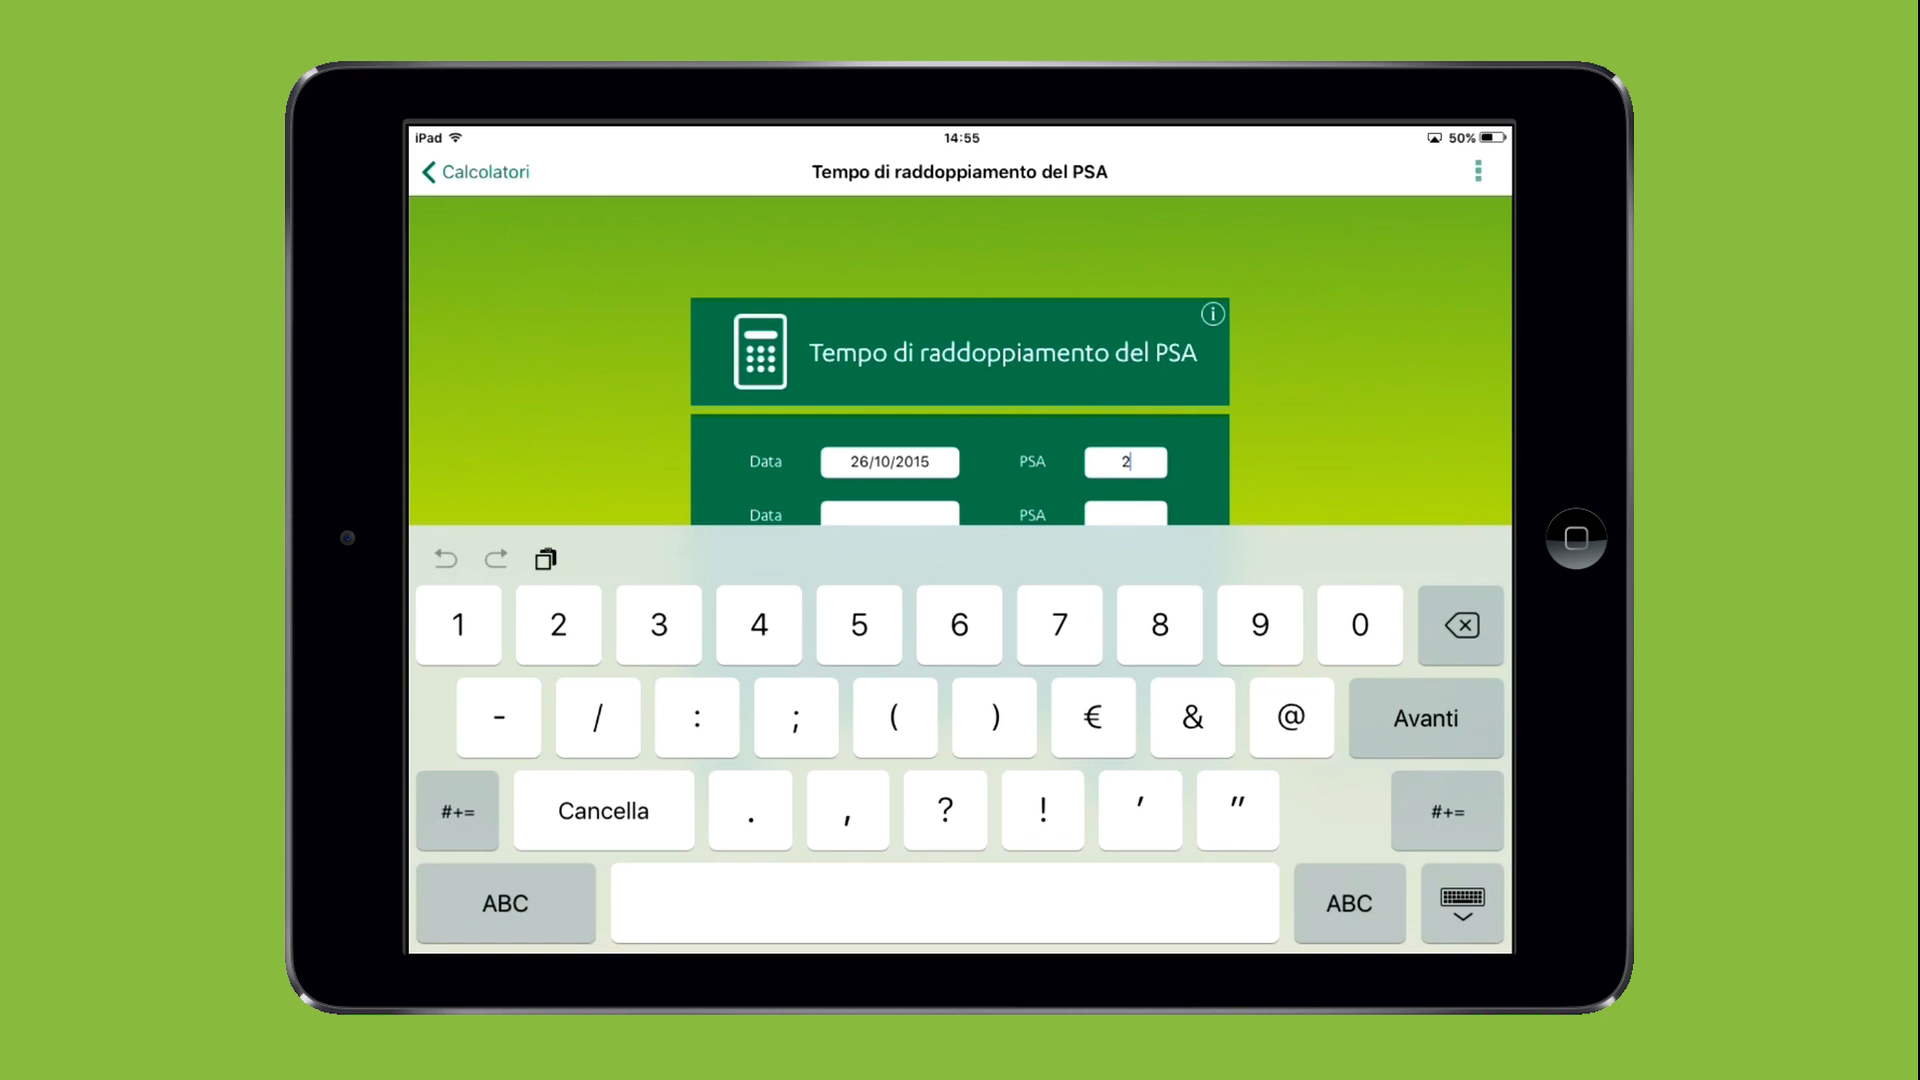 iPad 14:55 50%
Calcolatori Tempo di raddoppiamento del PSA
Tempo di raddoppiamento del PSA
Data 26/10/2015 PSA 2
Data PSA
1 2 3 4 5 6 7 8 9 0
- / : ; ( ) € & @ Avanti
#+= Cancella . , ? ! ' " #+=
ABC ABC